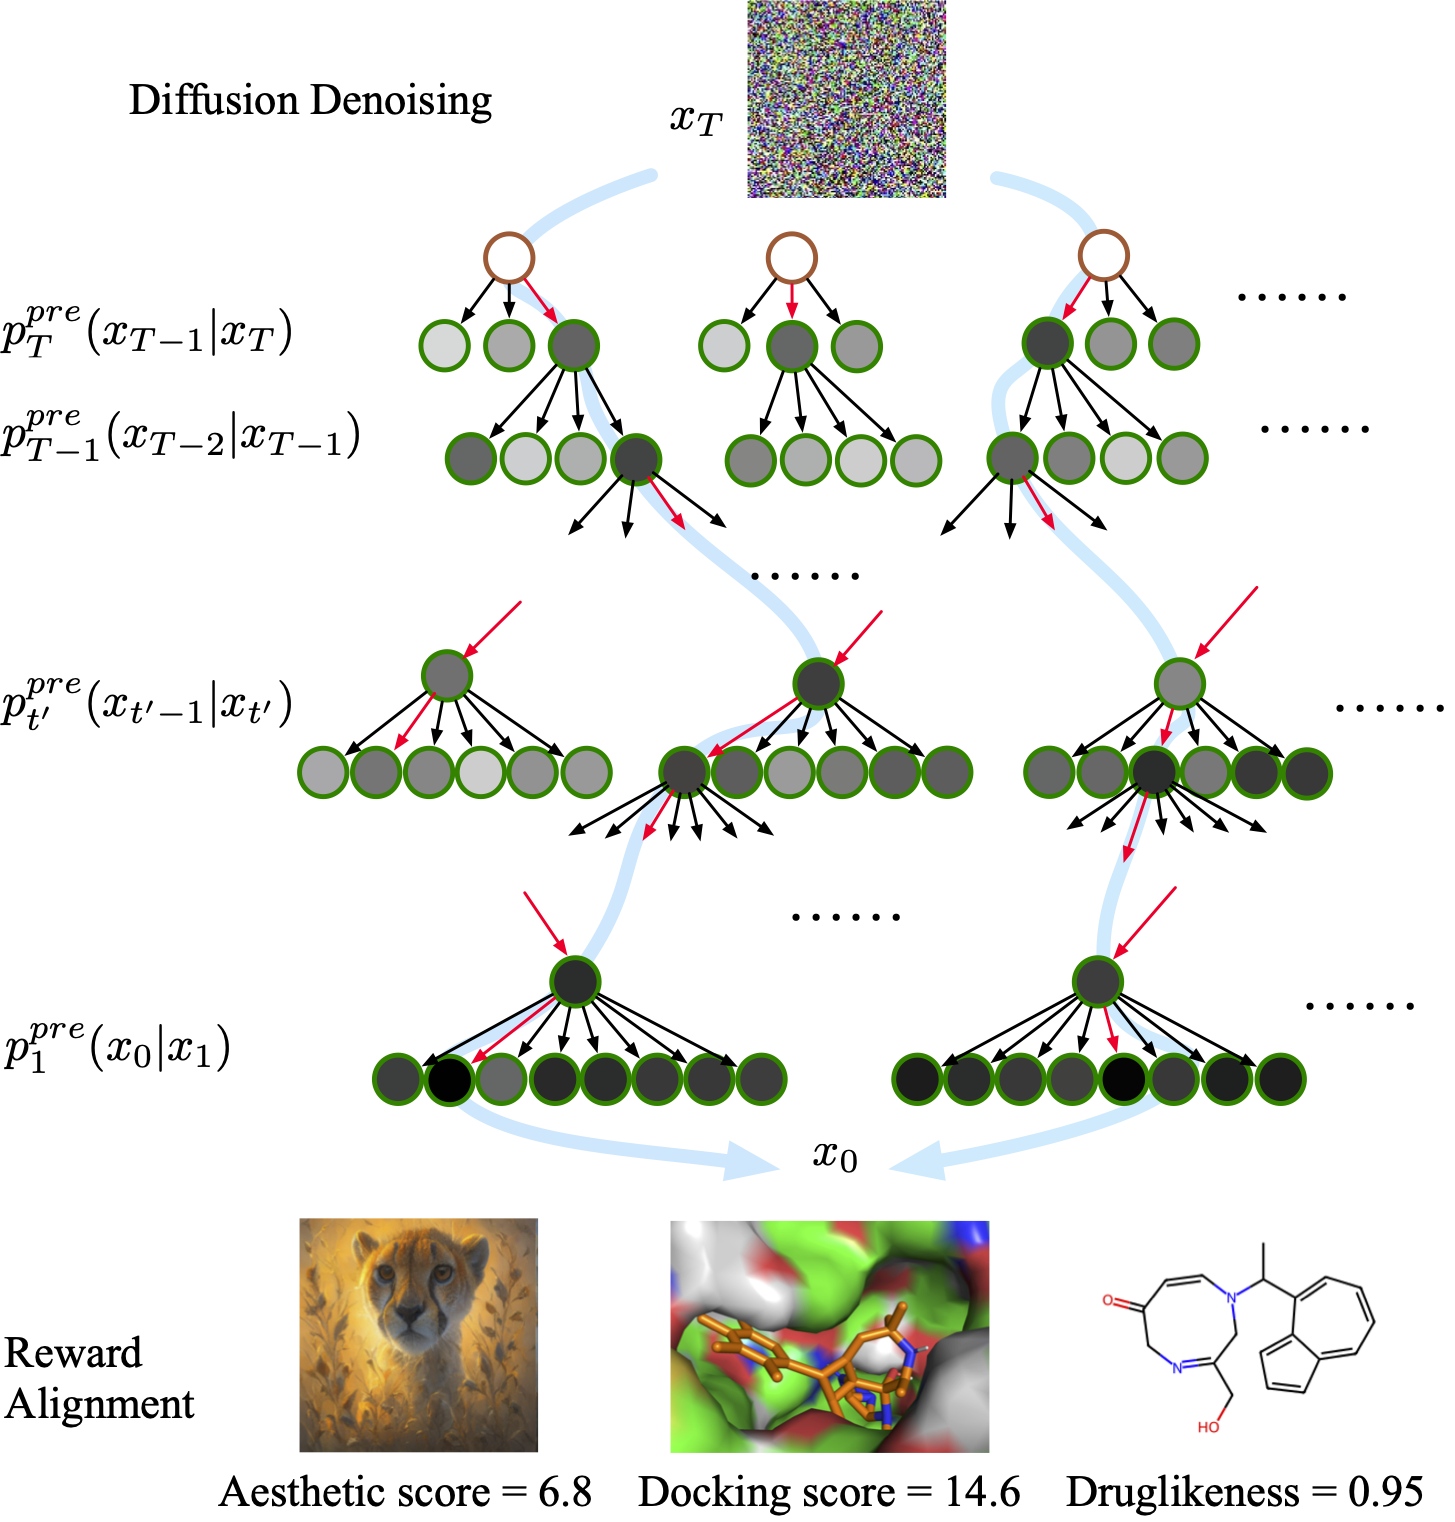 Diffusion Denoising
x_T
......
p_T^{pre}(x_{T-1}|x_T)
p_{T-1}^{pre}(x_{T-2}|x_{T-1})
......
......
p_{t'}^{pre}(x_{t'-1}|x_{t'})
......
......
p_1^{pre}(x_0|x_1)
......
x_0
O
N
N
HO
Reward
Alignment
Aesthetic score = 6.8
Docking score = 14.6
Druglikeness = 0.95